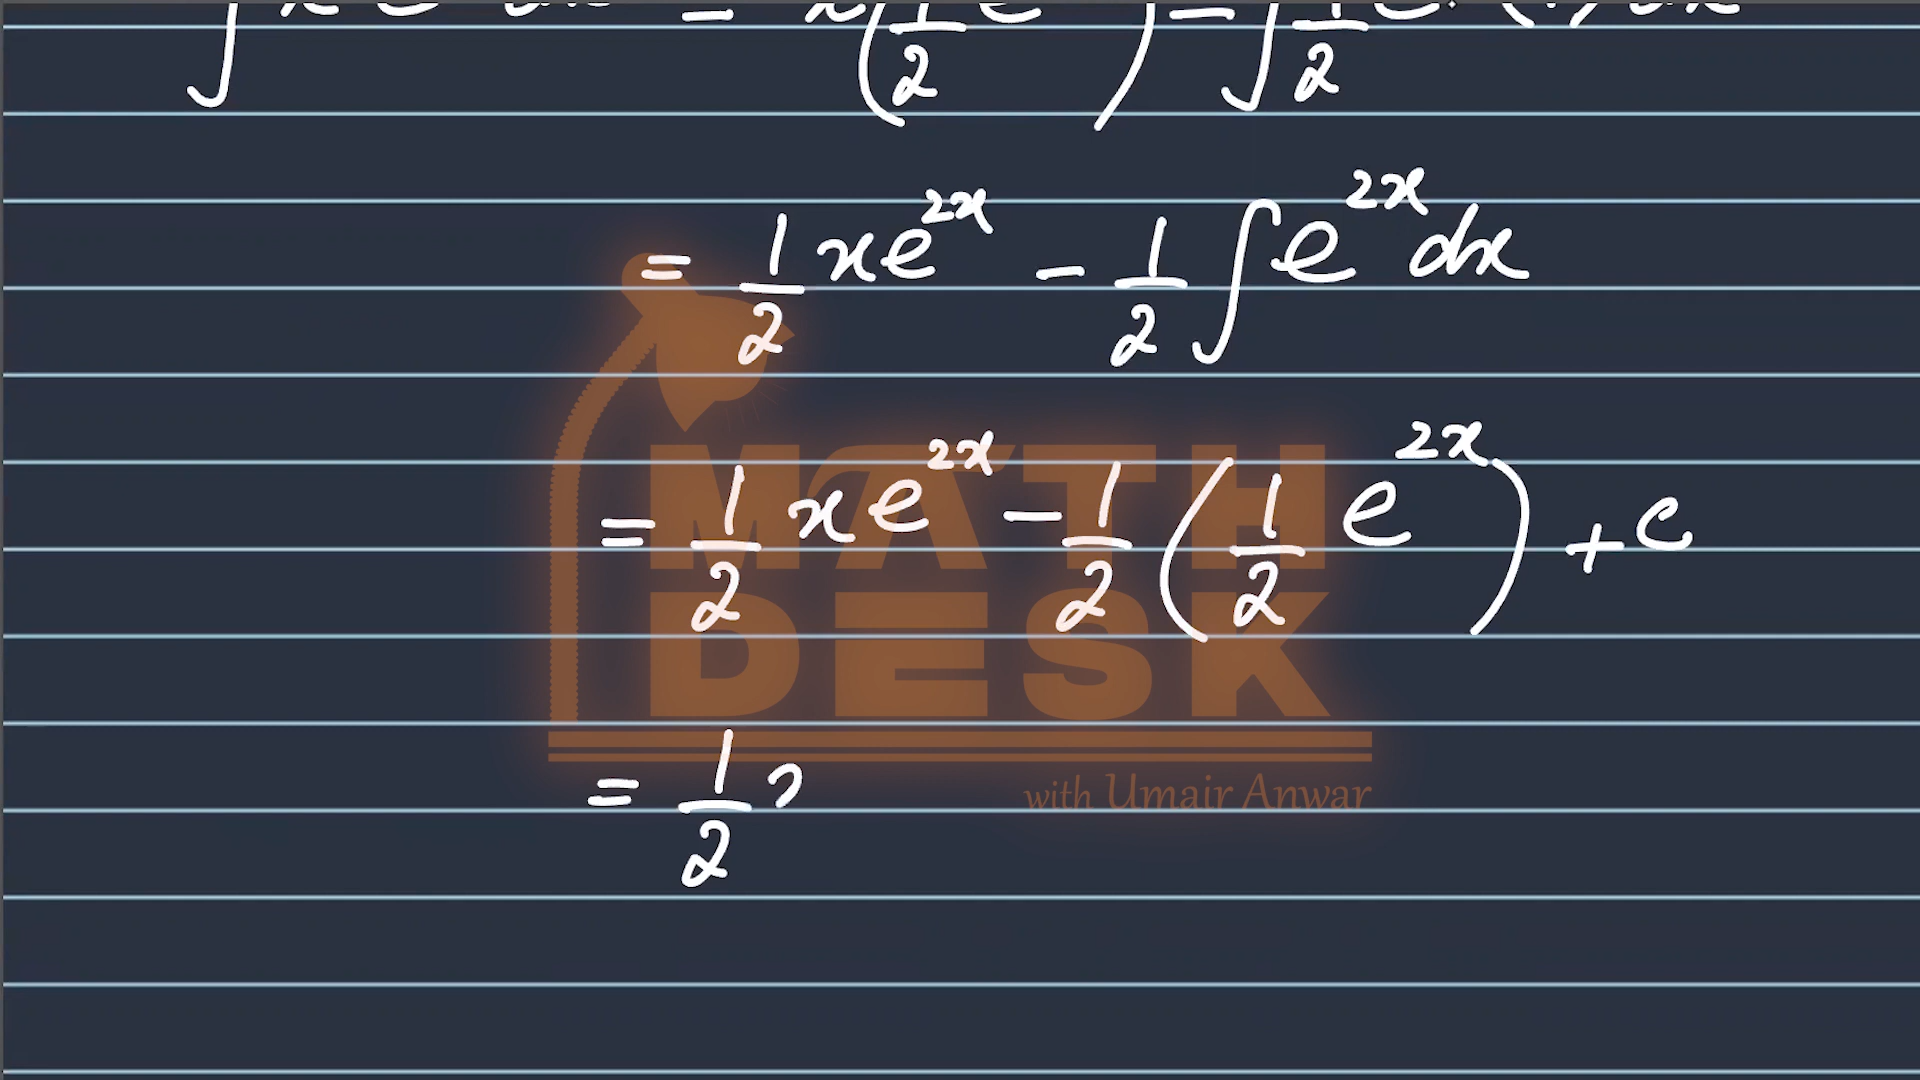 = 1/2 xe^2x - 1/2 ∫ e^2x dx
= 1/2 xe^2x - 1/2 (1/2 e^2x) + c
= 1/2
MATH
DESK
with Umair Anwar